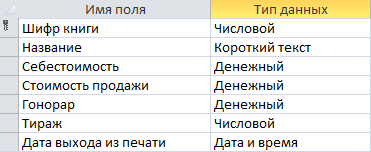 Имя поля Тип данных
Шифр книги Числовой
Название Короткий текст
Себестоимость Денежный
Стоимость продажи Денежный
Гонорар Денежный
Тираж Числовой
Дата выхода из печати Дата и время